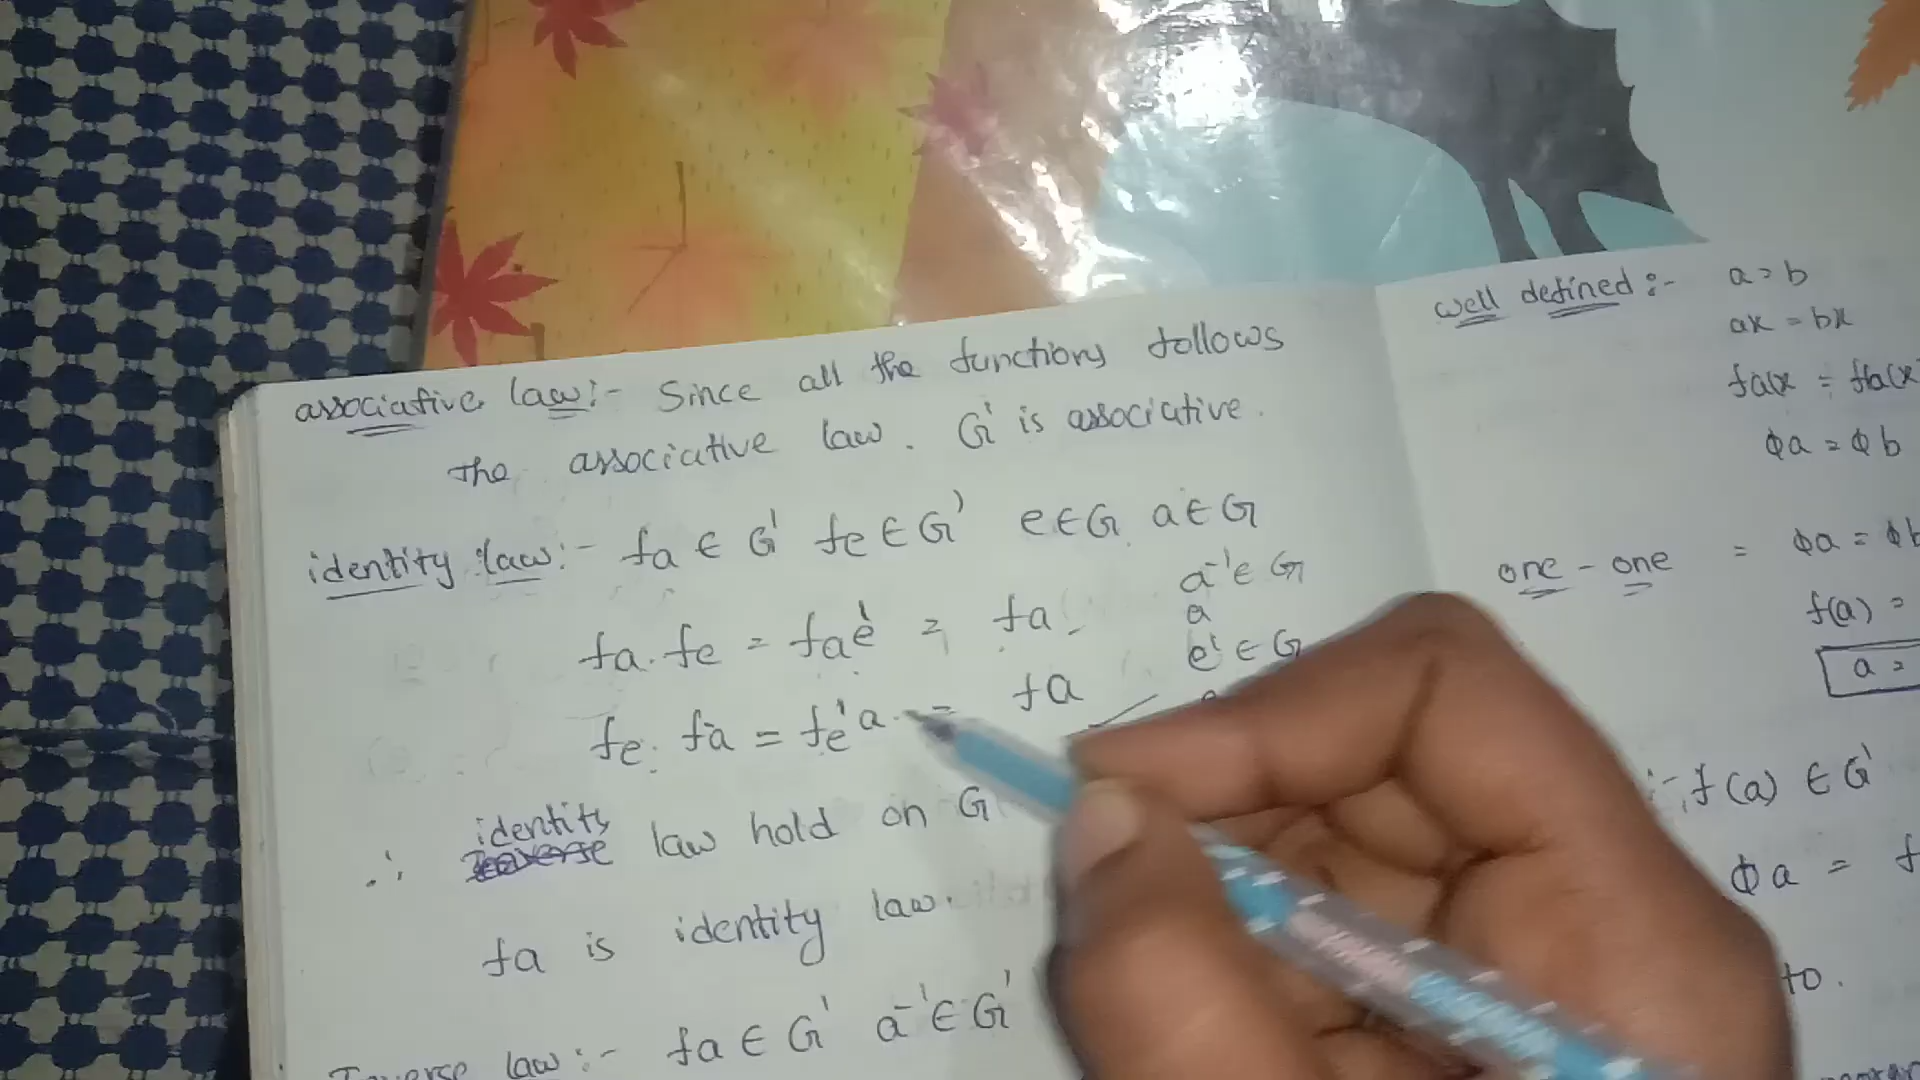 associative law:- Since all the functions follows
the associative law. G' is associative.
identity law:- fa ∈ G' fe ∈ G' e∈G a∈G
a⁻¹∈ G
a
fa.fe = fae' = fa
e' ∈ G
fe. fa = fe'a. = fa
∴ identity law hold on G
fa is identity law.
Inverse law:- fa ∈ G' a⁻¹∈ G'
well defined:- a = b
ax = bx
fa(x = fa(x
ϕa = ϕb
one - one = ϕa = ϕb
f(a) =
a =
:- f(a) ∈ G'
ϕa = f
to.